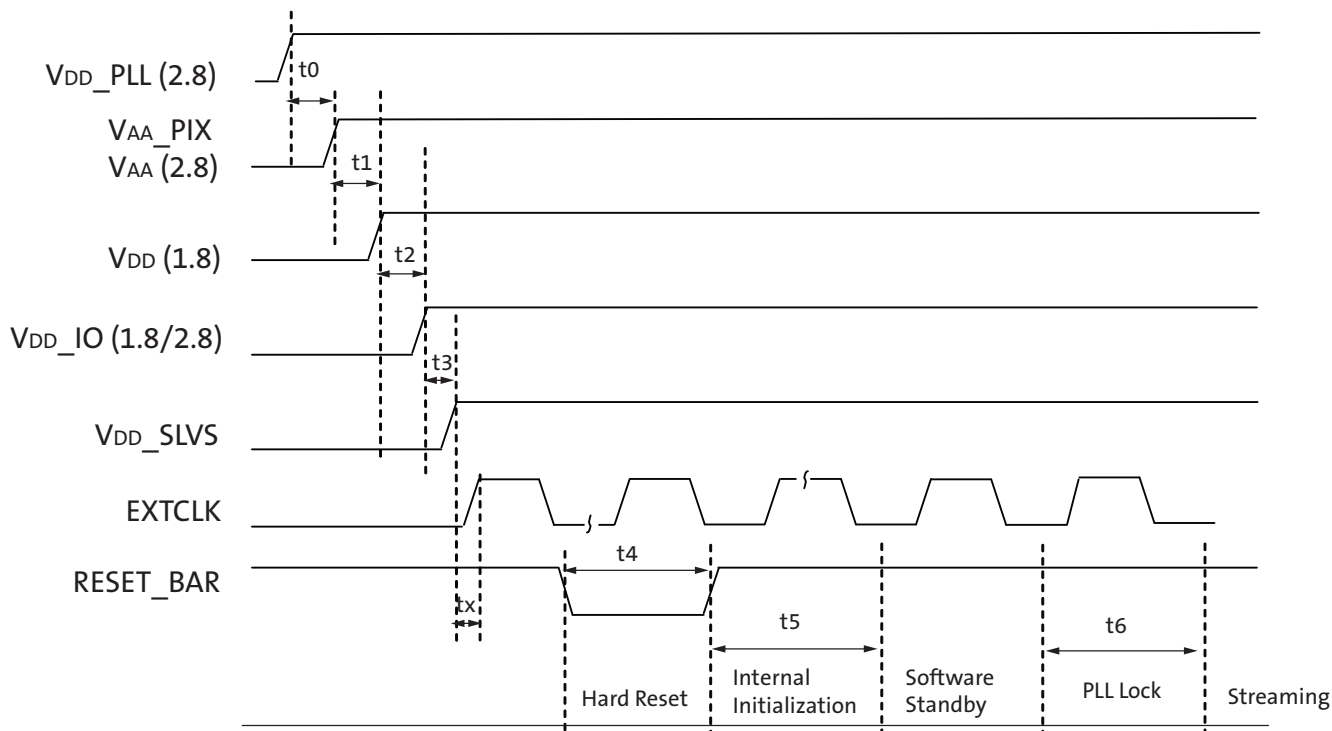 VDD_PLL (2.8)
t0
VAA_PIX
VAA (2.8)
t1
VDD (1.8)
t2
VDD_IO (1.8/2.8)
t3
VDD_SLVS
EXTCLK
RESET_BAR
t4
tx
t5
t6
Hard Reset
Internal
Initialization
Software
Standby
PLL Lock
Streaming